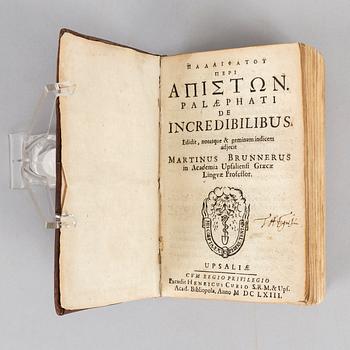 ΠΑΛΑΙΦΑΤΟΥ
ΠΕΡΙ
ΑΠΙΣΤΩΝ.
PALÆPHATI
DE
INCREDIBILIBUS,
Edidit, notasque & geminum indicem
adjecit
MARTINUS BRUNNERUS
in Academia Upsaliensi Græcæ
Linguæ Professor.
UPSALIÆ
CUM REGIO PRIVILEGIO
Excudit HENRICUS CURIO S.R.M. & Ups.
Acad. Bibliopola, Anno M DC LXIII.